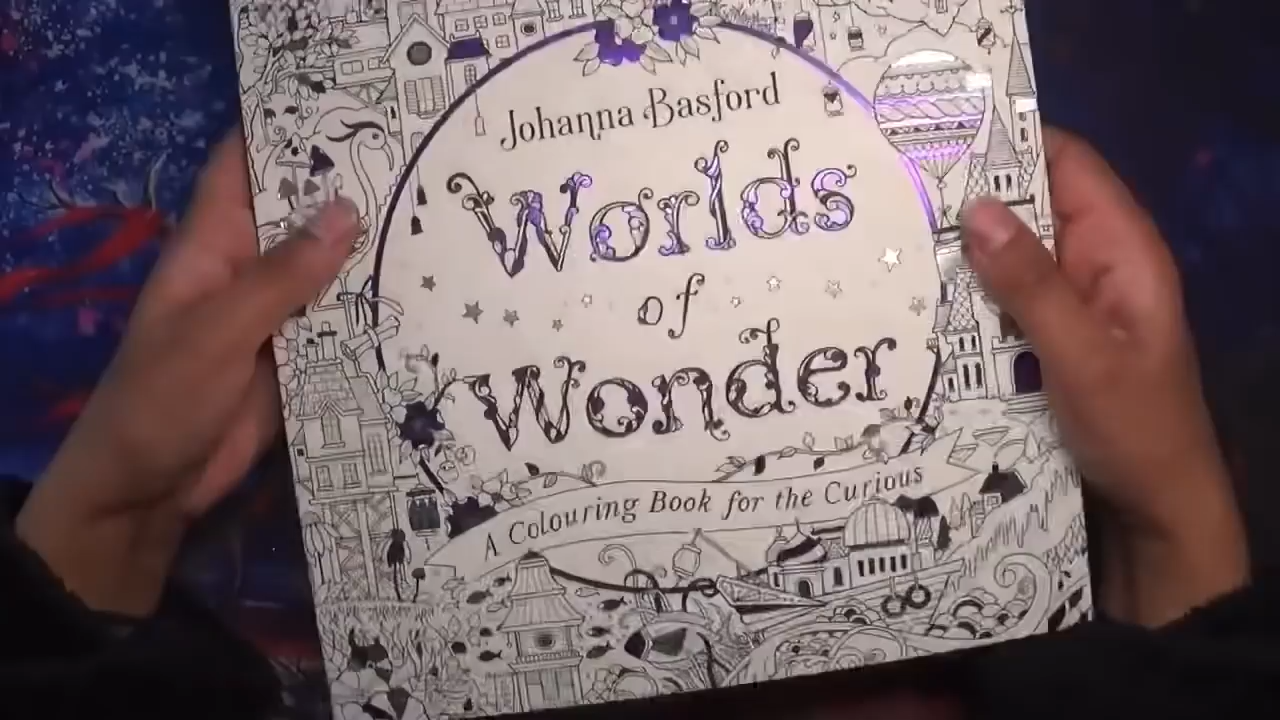 Johanna Basford
Worlds
of
Wonder
A Colouring Book for the Curious